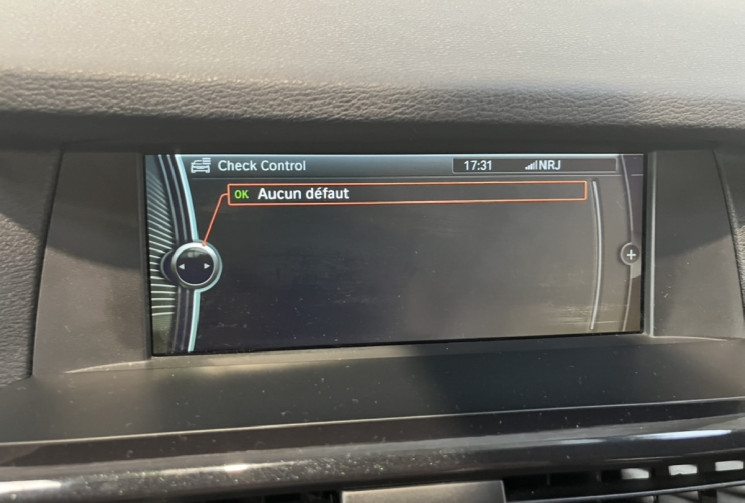 Check Control
17:31 NRJ
OK Aucun défaut